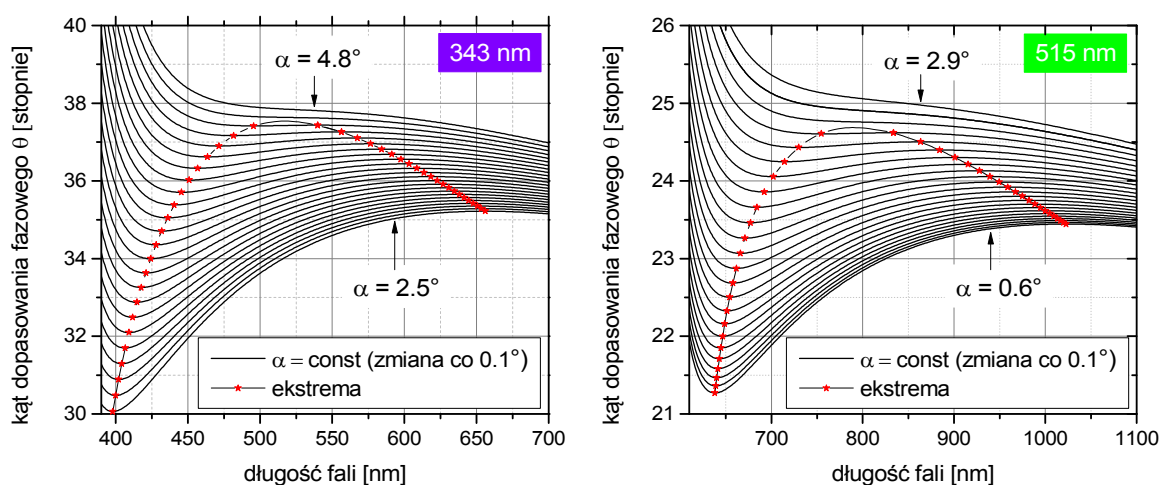 343 nm
α = 4.8°
α = 2.5°
α = const (zmiana co 0.1°)
ekstrema
kąt dopasowania fazowego θ [stopnie]
40
38
36
34
32
30
400 450 500 550 600 650 700
długość fali [nm]
515 nm
α = 2.9°
α = 0.6°
α = const (zmiana co 0.1°)
ekstrema
kąt dopasowania fazowego θ [stopnie]
26
25
24
23
22
21
700 800 900 1000 1100
długość fali [nm]